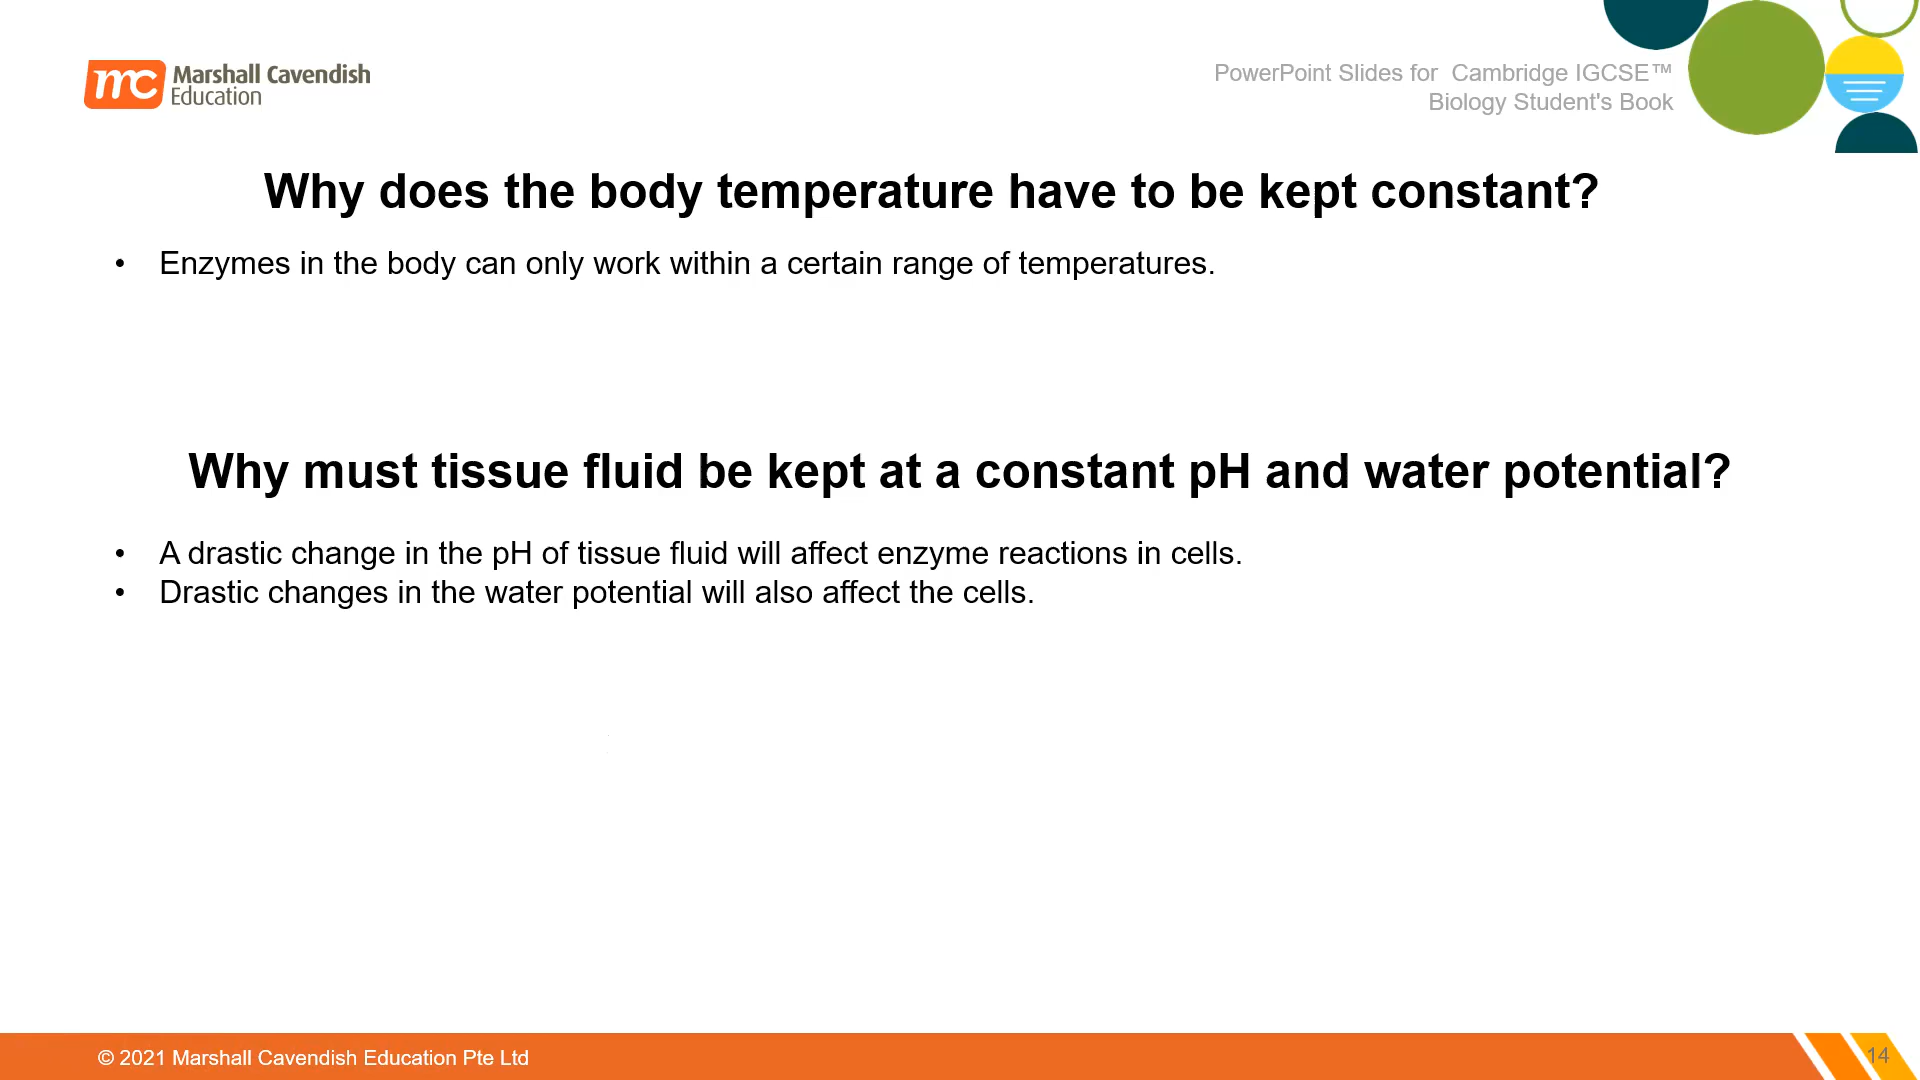 mc Marshall Cavendish
Education
PowerPoint Slides for  Cambridge IGCSE™
Biology Student's Book
Why does the body temperature have to be kept constant?
• Enzymes in the body can only work within a certain range of temperatures.
Why must tissue fluid be kept at a constant pH and water potential?
• A drastic change in the pH of tissue fluid will affect enzyme reactions in cells.
• Drastic changes in the water potential will also affect the cells.
© 2021 Marshall Cavendish Education Pte Ltd
14